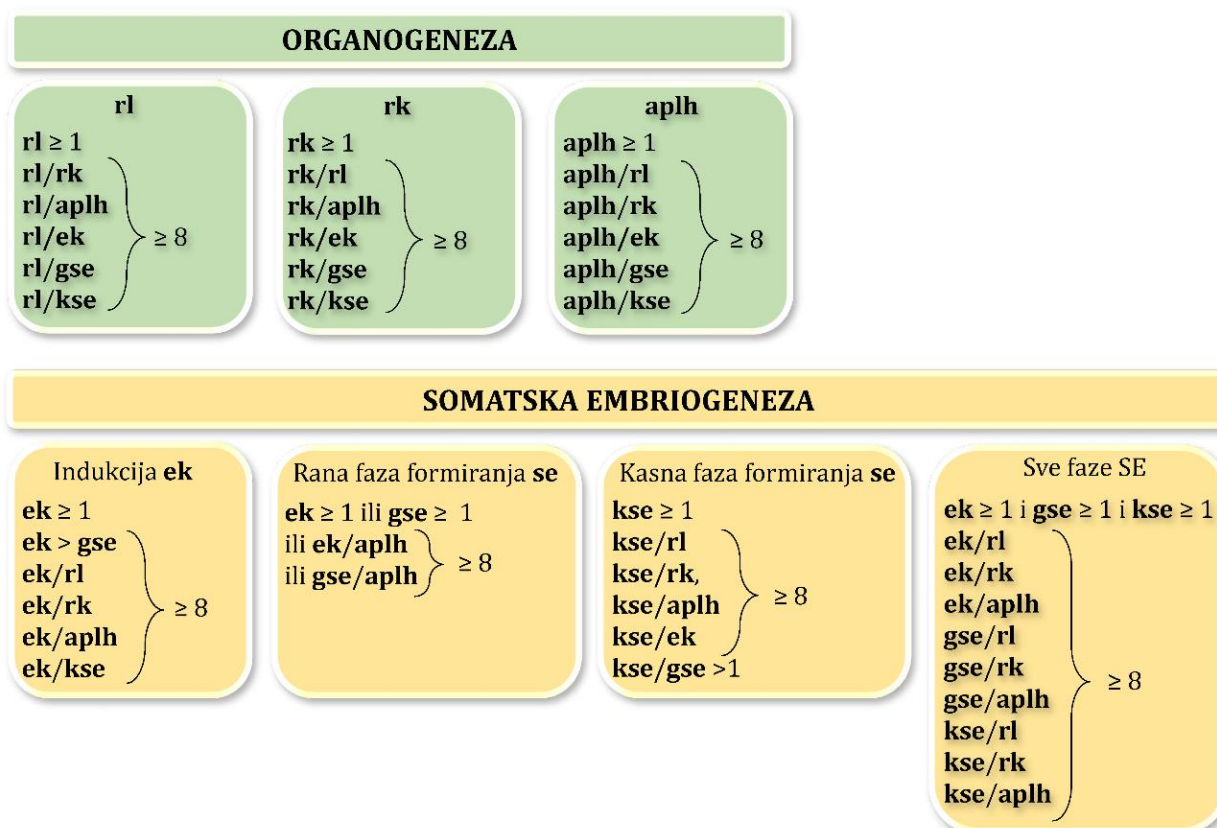 ORGANOGENEZA
rl
rl ≥ 1
rl/rk
rl/aplh
rl/ek
rl/gse
rl/kse
≥ 8
rk
rk ≥ 1
rk/rl
rk/aplh
rk/ek
rk/gse
rk/kse
≥ 8
aplh
aplh ≥ 1
aplh/rl
aplh/rk
aplh/ek
aplh/gse
aplh/kse
≥ 8
SOMATSKA EMBRIOGENEZA
Indukcija ek
ek ≥ 1
ek > gse
ek/rl
ek/rk
ek/aplh
ek/kse
≥ 8
Rana faza formiranja se
ek ≥ 1 ili gse ≥ 1
ili ek/aplh
ili gse/aplh
≥ 8
Kasna faza formiranja se
kse ≥ 1
kse/rl
kse/rk,
kse/aplh
kse/ek
≥ 8
kse/gse >1
Sve faze SE
ek ≥ 1 i gse ≥ 1 i kse ≥ 1
ek/rl
ek/rk
ek/aplh
gse/rl
gse/rk
gse/aplh
kse/rl
kse/rk
kse/aplh
≥ 8